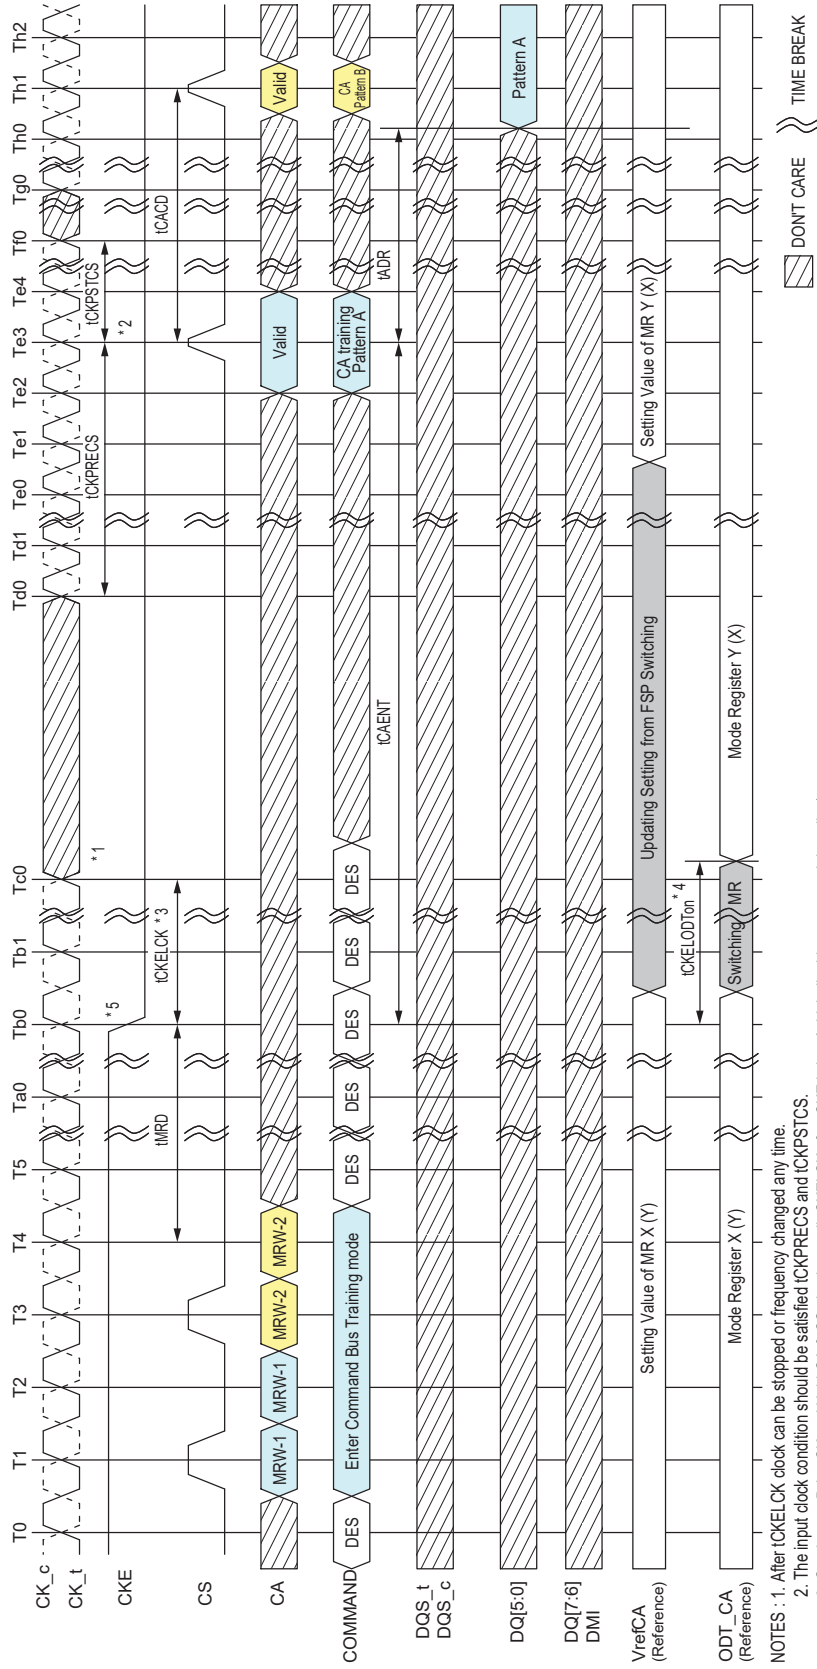 T0 T1 T2 T3 T4 T5 Ta0 Tb0 Tb1 Tc0 Td0 Td1 Te0 Te1 Te2 Te3 Te4 Tf0 Tg0 Th0 Th1 Th2
CK_c
CK_t
* 1
tCKPRECS
tCKPSTCS
* 2
CKE
* 5
tMRD
tCKELCK * 3
tCACD
CS
CA
MRW-1 MRW-1 MRW-2 MRW-2 Valid Valid
COMMAND
DES Enter Command Bus Training mode DES DES DES DES DES
CA training
Pattern A
CA
Pattern B
tCAENT
tADR
DQS_t
DQS_c
DQ[5:0]
Pattern A
DQ[7:6]
DMI
VrefCA
(Reference)
Setting Value of MR X (Y) Updating Setting from FSP Switching Setting Value of MR Y (X)
tCKELODTon * 4
ODT_CA
(Reference)
Mode Register X (Y) Switching MR Mode Register Y (X)
DON'T CARE TIME BREAK
NOTES : 1. After tCKELCK clock can be stopped or frequency changed any time.
2. The input clock condition should be satisfied tCKPRECS and tCKPSTCS.